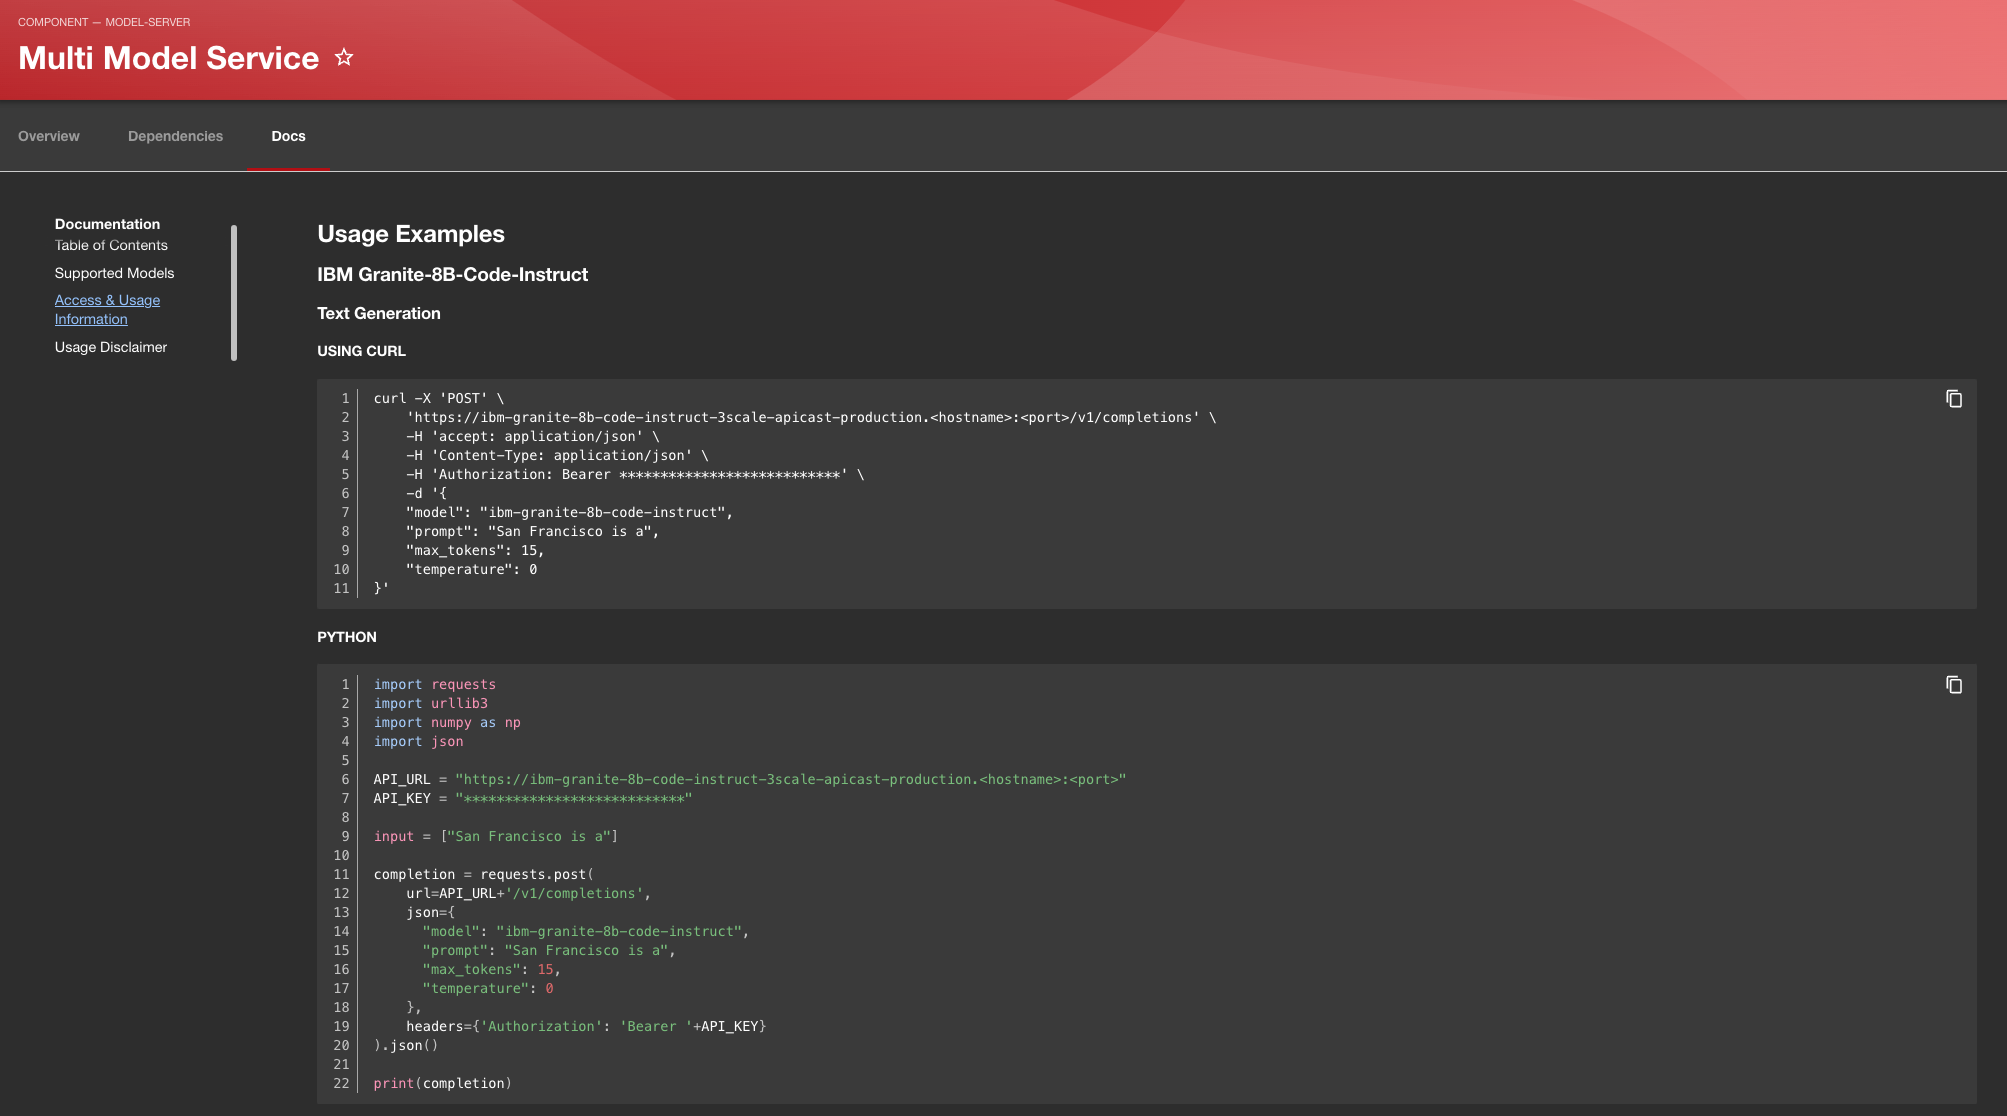 COMPONENT — MODEL-SERVER
Multi Model Service
Overview
Dependencies
Docs
Documentation
Table of Contents
Supported Models
Access & Usage
Information
Usage Disclaimer
Usage Examples
IBM Granite-8B-Code-Instruct
Text Generation
USING CURL
1 curl -X 'POST' \
2     'https://ibm-granite-8b-code-instruct-3scale-apicast-production.<hostname>:<port>/v1/completions' \
3     -H 'accept: application/json' \
4     -H 'Content-Type: application/json' \
5     -H 'Authorization: Bearer ***************************' \
6     -d '{
7     "model": "ibm-granite-8b-code-instruct",
8     "prompt": "San Francisco is a",
9     "max_tokens": 15,
10     "temperature": 0
11 }'
PYTHON
1 import requests
2 import urllib3
3 import numpy as np
4 import json
5
6 API_URL = "https://ibm-granite-8b-code-instruct-3scale-apicast-production.<hostname>:<port>"
7 API_KEY = "***************************"
8
9 input = ["San Francisco is a"]
10
11 completion = requests.post(
12     url=API_URL+'/v1/completions',
13     json={
14       "model": "ibm-granite-8b-code-instruct",
15       "prompt": "San Francisco is a",
16       "max_tokens": 15,
17       "temperature": 0
18     },
19     headers={'Authorization': 'Bearer '+API_KEY}
20 ).json()
21
22 print(completion)